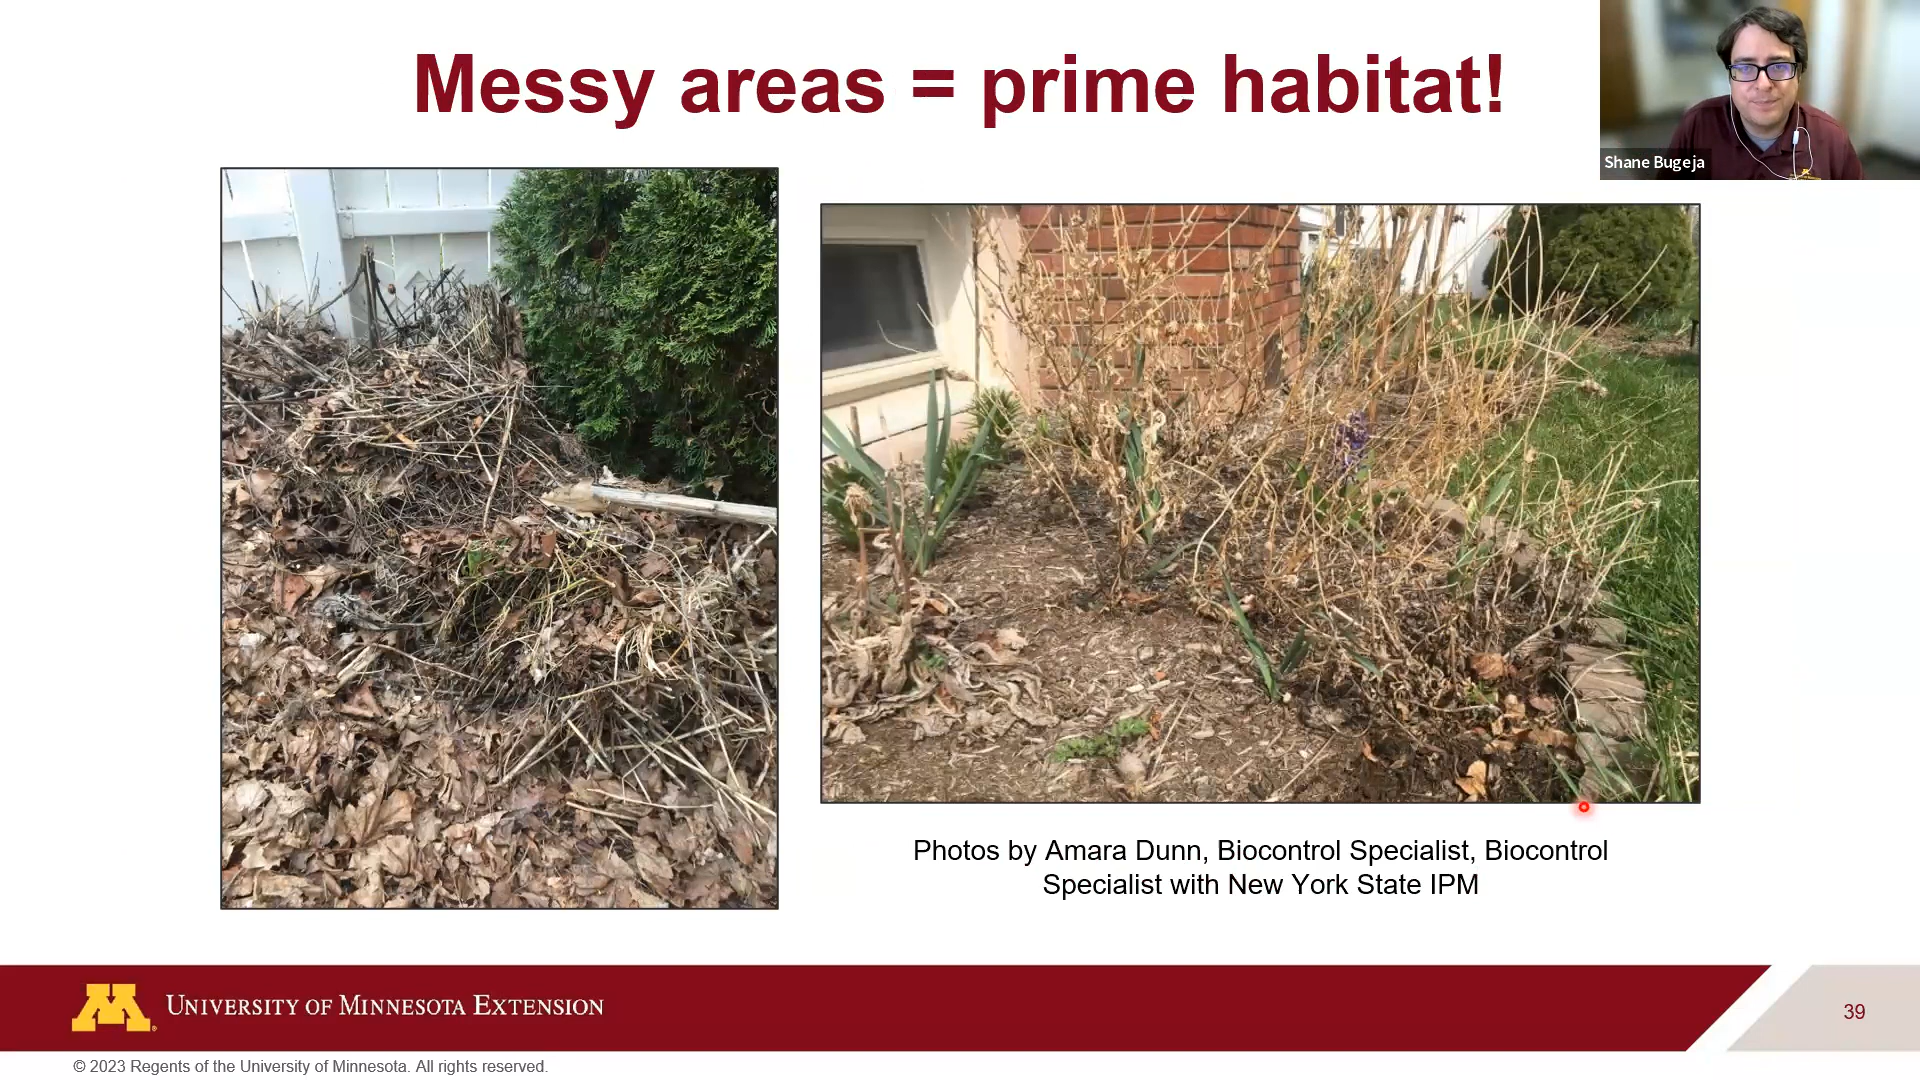 Messy areas = prime habitat!
Shane Bugeja
Photos by Amara Dunn, Biocontrol Specialist, Biocontrol
Specialist with New York State IPM
UNIVERSITY OF MINNESOTA EXTENSION
39
© 2023 Regents of the University of Minnesota. All rights reserved.